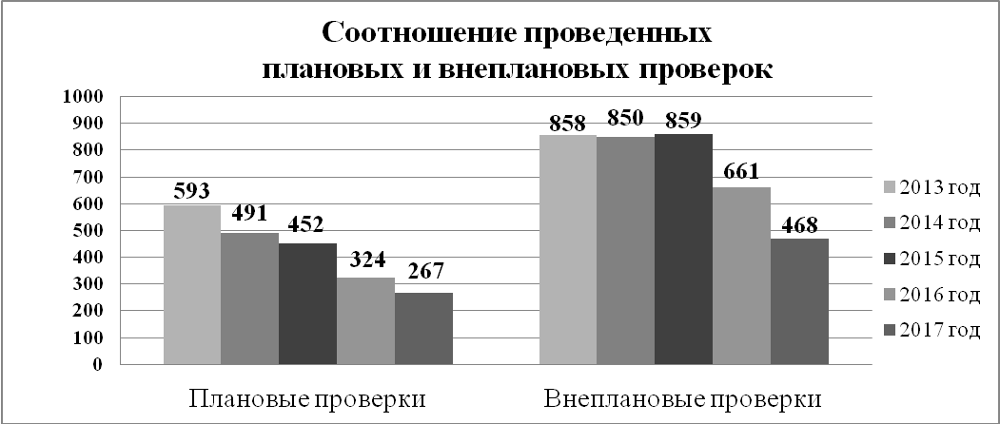 Соотношение проведенных
плановых и внеплановых проверок
1000
900
800
700
600
500
400
300
200
100
0
593
491
452
324
267
858
850
859
661
468
Плановые проверки
Внеплановые проверки
2013 год
2014 год
2015 год
2016 год
2017 год